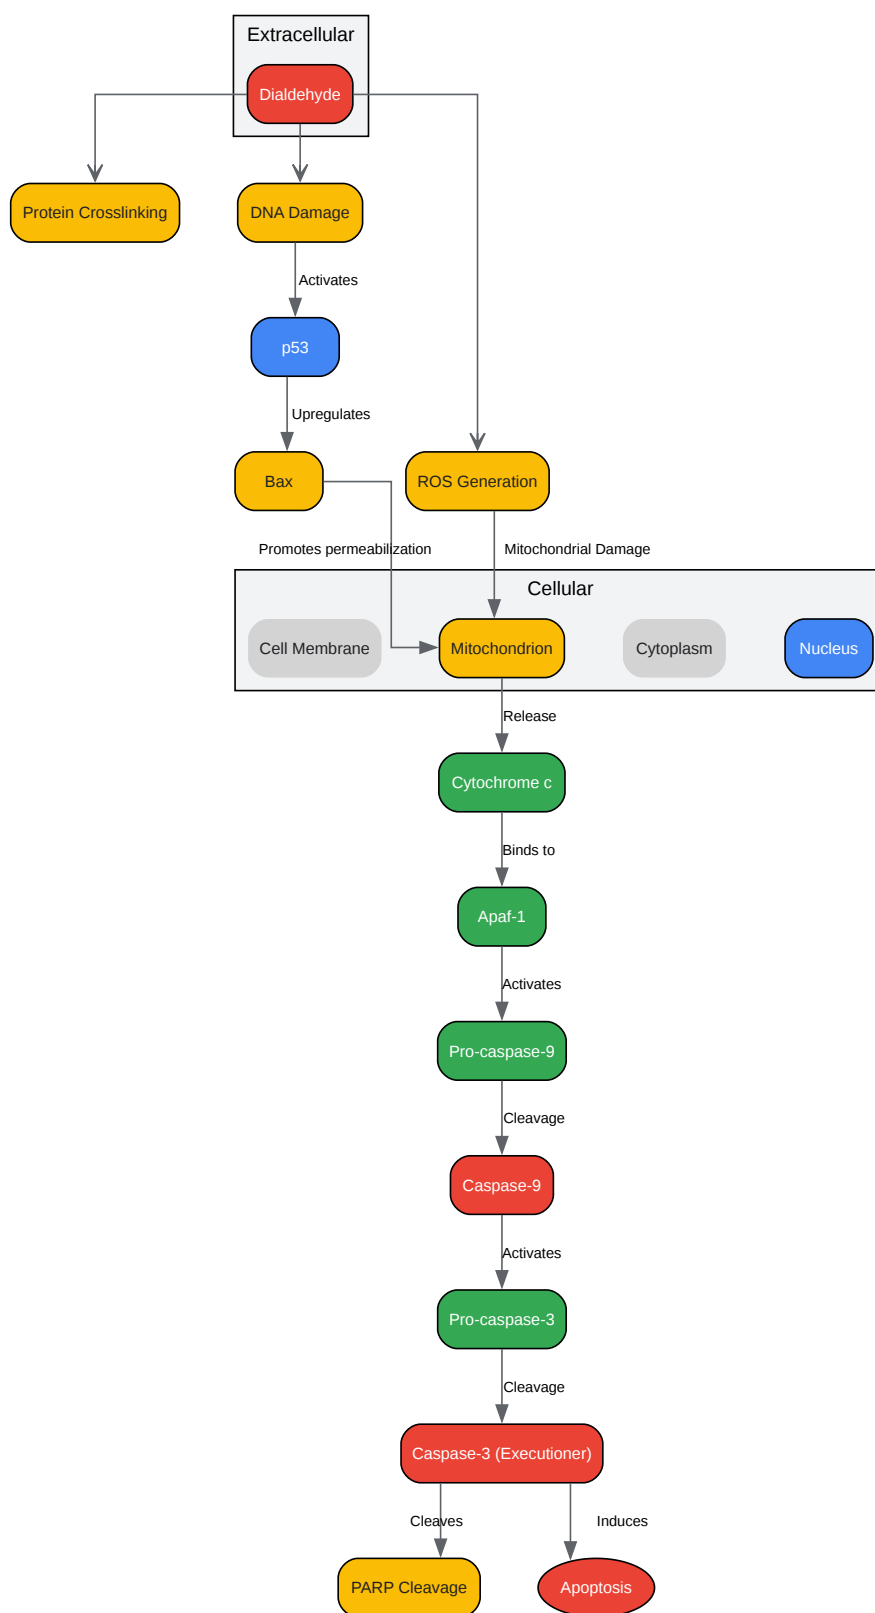 Extracellular
Dialdehyde
Protein Crosslinking
DNA Damage
Activates
p53
Upregulates
Bax
ROS Generation
Promotes permeabilization
Mitochondrial Damage
Cellular
Cell Membrane
Mitochondrion
Cytoplasm
Nucleus
Release
Cytochrome c
Binds to
Apaf-1
Activates
Pro-caspase-9
Cleavage
Caspase-9
Activates
Pro-caspase-3
Cleavage
Caspase-3 (Executioner)
Cleaves
Induces
PARP Cleavage
Apoptosis